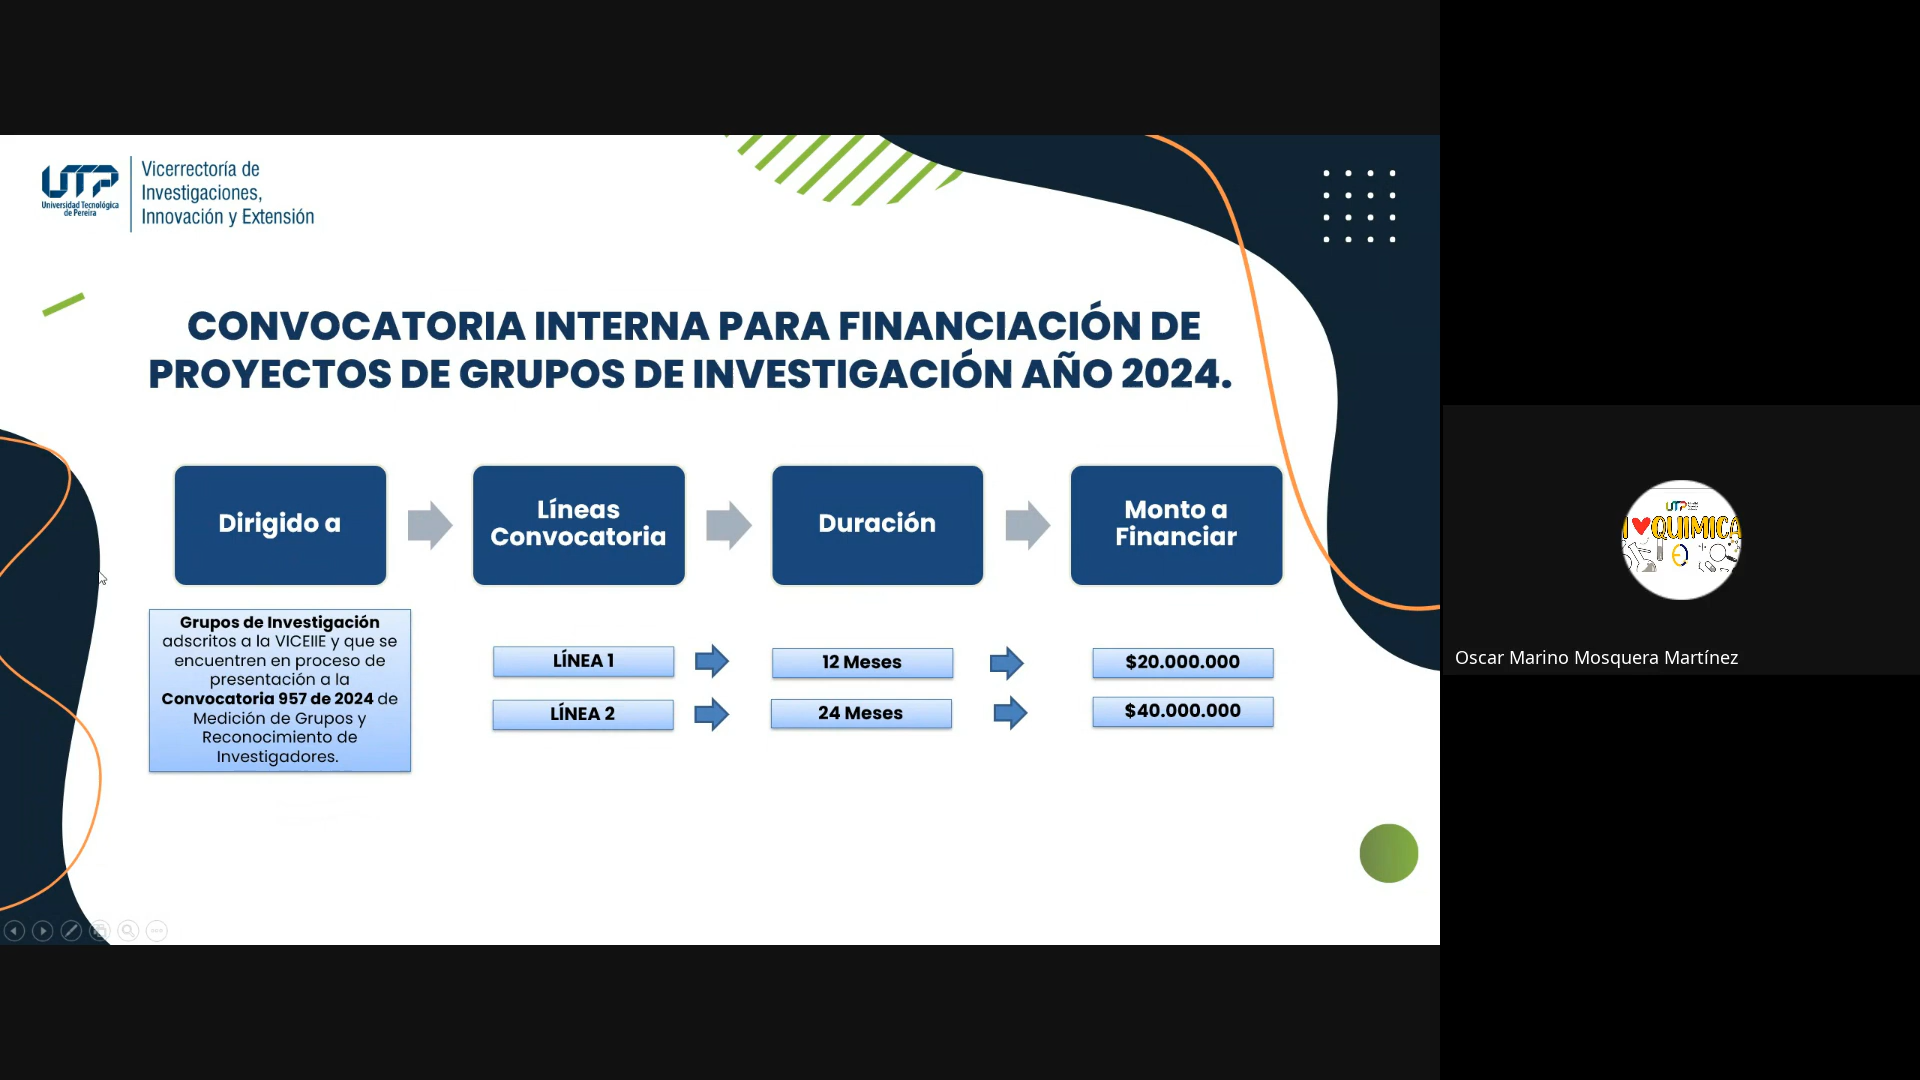 UTP
Universidad Tecnológica
de Pereira
Vicerrectoría de
Investigaciones,
Innovación y Extensión
CONVOCATORIA INTERNA PARA FINANCIACIÓN DE
PROYECTOS DE GRUPOS DE INVESTIGACIÓN AÑO 2024.
Dirigido a
Líneas
Convocatoria
Duración
Monto a
Financiar
Grupos de Investigación
adscritos a la VICEIIE y que se
encuentren en proceso de
presentación a la
Convocatoria 957 de 2024 de
Medición de Grupos y
Reconocimiento de
Investigadores.
LÍNEA 1
12 Meses
$20.000.000
LÍNEA 2
24 Meses
$40.000.000
UTP
I QUIMICA
Oscar Marino Mosquera Martínez